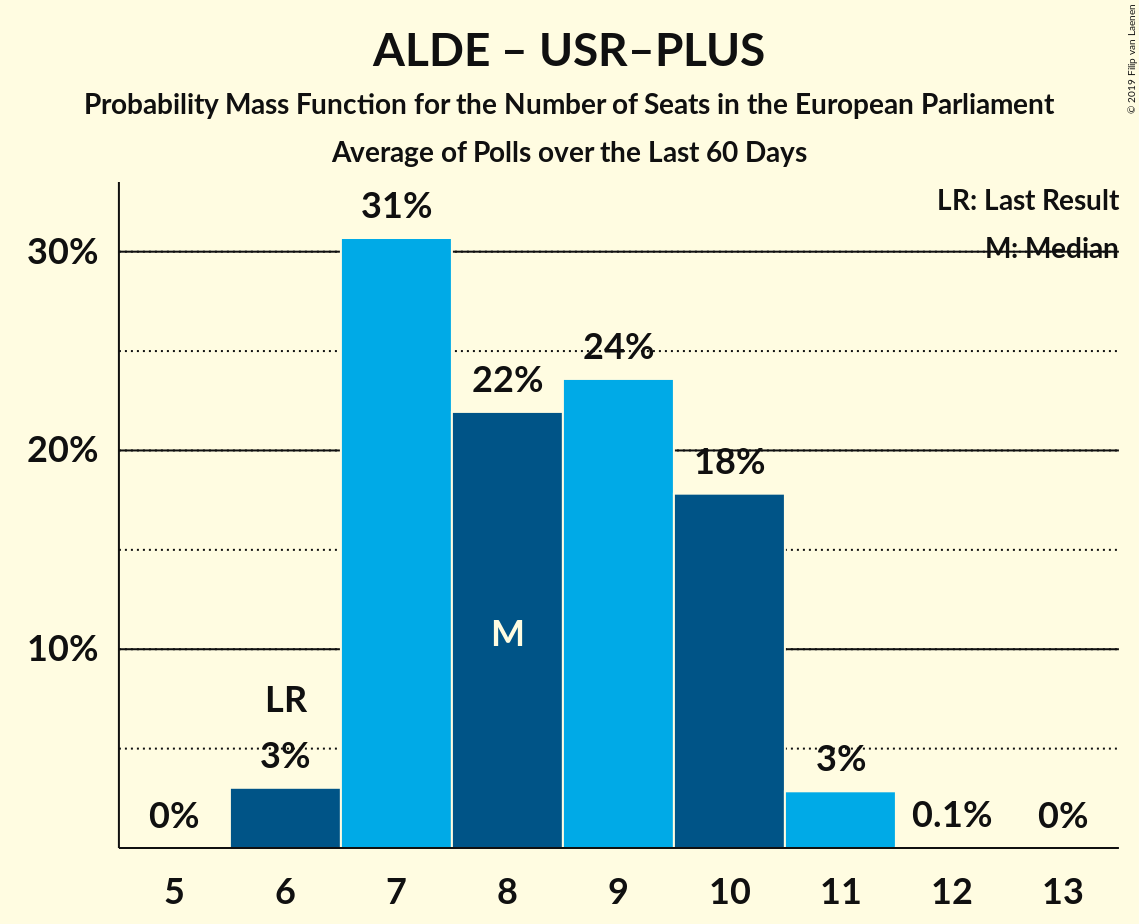 ALDE – USR–PLUS
Probability Mass Function for the Number of Seats in the European Parliament
Average of Polls over the Last 60 Days
© 2019 Filip van Laenen
LR: Last Result
M: Median
31%
30%
24%
22%
20%
18%
M
10%
LR
3%
3%
0%
0.1%
0%
5 6 7 8 9 10 11 12 13